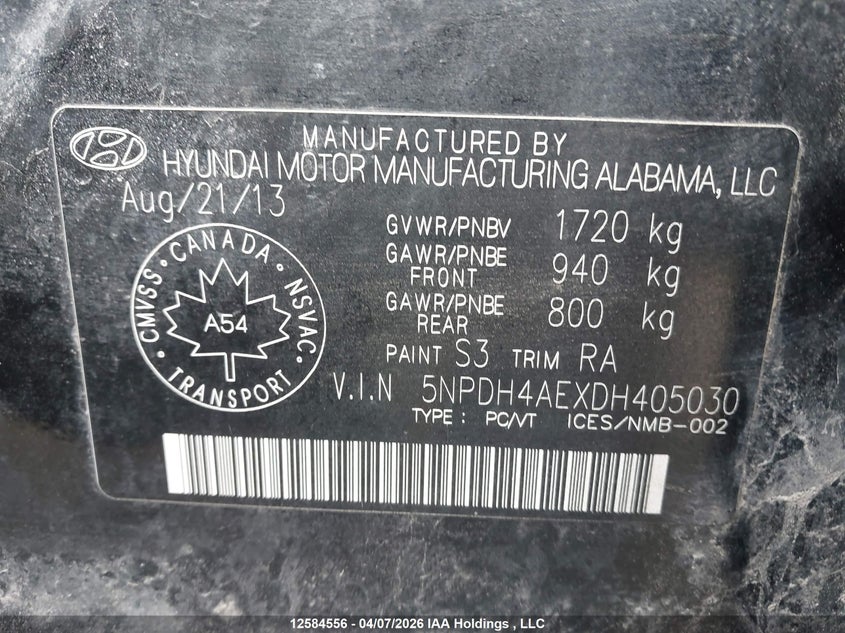 MANUFACTURED BY
HYUNDAI MOTOR MANUFACTURING ALABAMA, LLC
Aug/21/13
GVWR/PNBV 1720 kg
GAWR/PNBE FRONT 940 kg
GAWR/PNBE REAR 800 kg
PAINT S3 TRIM RA
V.I.N 5NPDH4AEXDH405030
TYPE : PC/VT ICES/NMB-002
CMVSS · CANADA · NSVAC · TRANSPORT
A54
12584556 - 04/07/2026 IAA Holdings , LLC